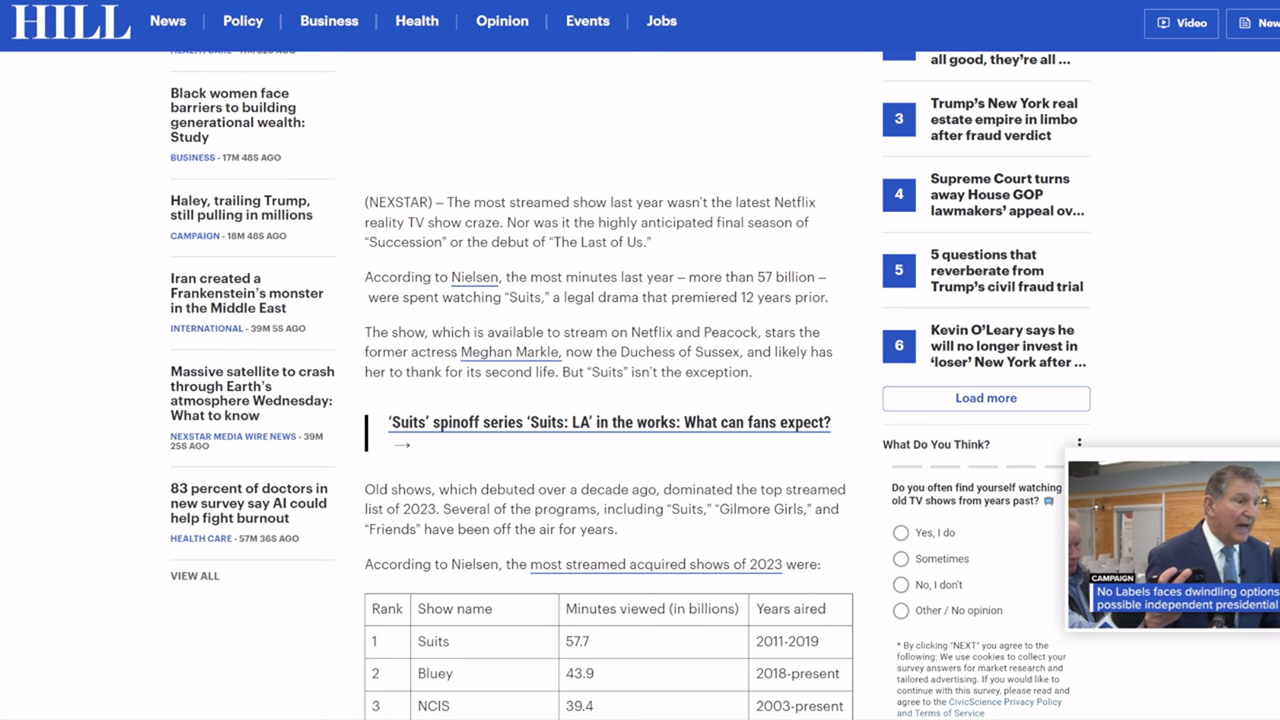 HILL
News
Policy
Business
Health
Opinion
Events
Jobs
Video
New
Black women face
barriers to building
generational wealth:
Study
BUSINESS - 17M 48S AGO
Haley, trailing Trump,
still pulling in millions
CAMPAIGN - 18M 48S AGO
Iran created a
Frankenstein's monster
in the Middle East
INTERNATIONAL - 39M 5S AGO
Massive satellite to crash
through Earth's
atmosphere Wednesday:
What to know
NEXSTAR MEDIA WIRE NEWS - 39M
25S AGO
83 percent of doctors in
new survey say AI could
help fight burnout
HEALTH CARE - 57M 36S AGO
VIEW ALL
(NEXSTAR) – The most streamed show last year wasn't the latest Netflix
reality TV show craze. Nor was it the highly anticipated final season of
“Succession” or the debut of “The Last of Us.”
According to Nielsen, the most minutes last year – more than 57 billion –
were spent watching “Suits,” a legal drama that premiered 12 years prior.
The show, which is available to stream on Netflix and Peacock, stars the
former actress Meghan Markle, now the Duchess of Sussex, and likely has
her to thank for its second life. But “Suits” isn't the exception.
‘Suits’ spinoff series ‘Suits: LA’ in the works: What can fans expect?
→
Old shows, which debuted over a decade ago, dominated the top streamed
list of 2023. Several of the programs, including “Suits,” “Gilmore Girls,” and
“Friends” have been off the air for years.
According to Nielsen, the most streamed acquired shows of 2023 were:
Rank Show name Minutes viewed (in billions) Years aired
1 Suits 57.7 2011-2019
2 Bluey 43.9 2018-present
3 NCIS 39.4 2003-present
all good, they're all ...
3 Trump's New York real
estate empire in limbo
after fraud verdict
4 Supreme Court turns
away House GOP
lawmakers' appeal ov...
5 5 questions that
reverberate from
Trump's civil fraud trial
6 Kevin O'Leary says he
will no longer invest in
‘loser’ New York after ...
Load more
What Do You Think?
Do you often find yourself watching
old TV shows from years past?
Yes, I do
Sometimes
No, I don't
Other / No opinion
* By clicking "NEXT" you agree to the
following: We use cookies to collect your
survey answers for market research and
tailored advertising. If you would like to
continue with this survey, please read and
agree to the CivicScience Privacy Policy
and Terms of Service
CAMPAIGN
No Labels faces dwindling options
possible independent presidential